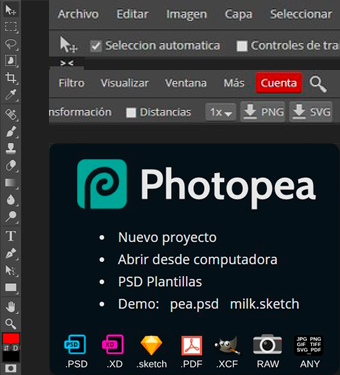 Archivo Editar Imagen Capa Seleccionar
Seleccion automatica Controles de tra
> <
Filtro Visualizar Ventana Más Cuenta
nsformación Distancias 1x PNG SVG
Photopea
Nuevo proyecto
Abrir desde computadora
PSD Plantillas
Demo: pea.psd milk.sketch
PSD XD PDF JPG PNG GIF TIFF SVG PDF
.PSD .XD .sketch .PDF .XCF RAW ANY
T
D